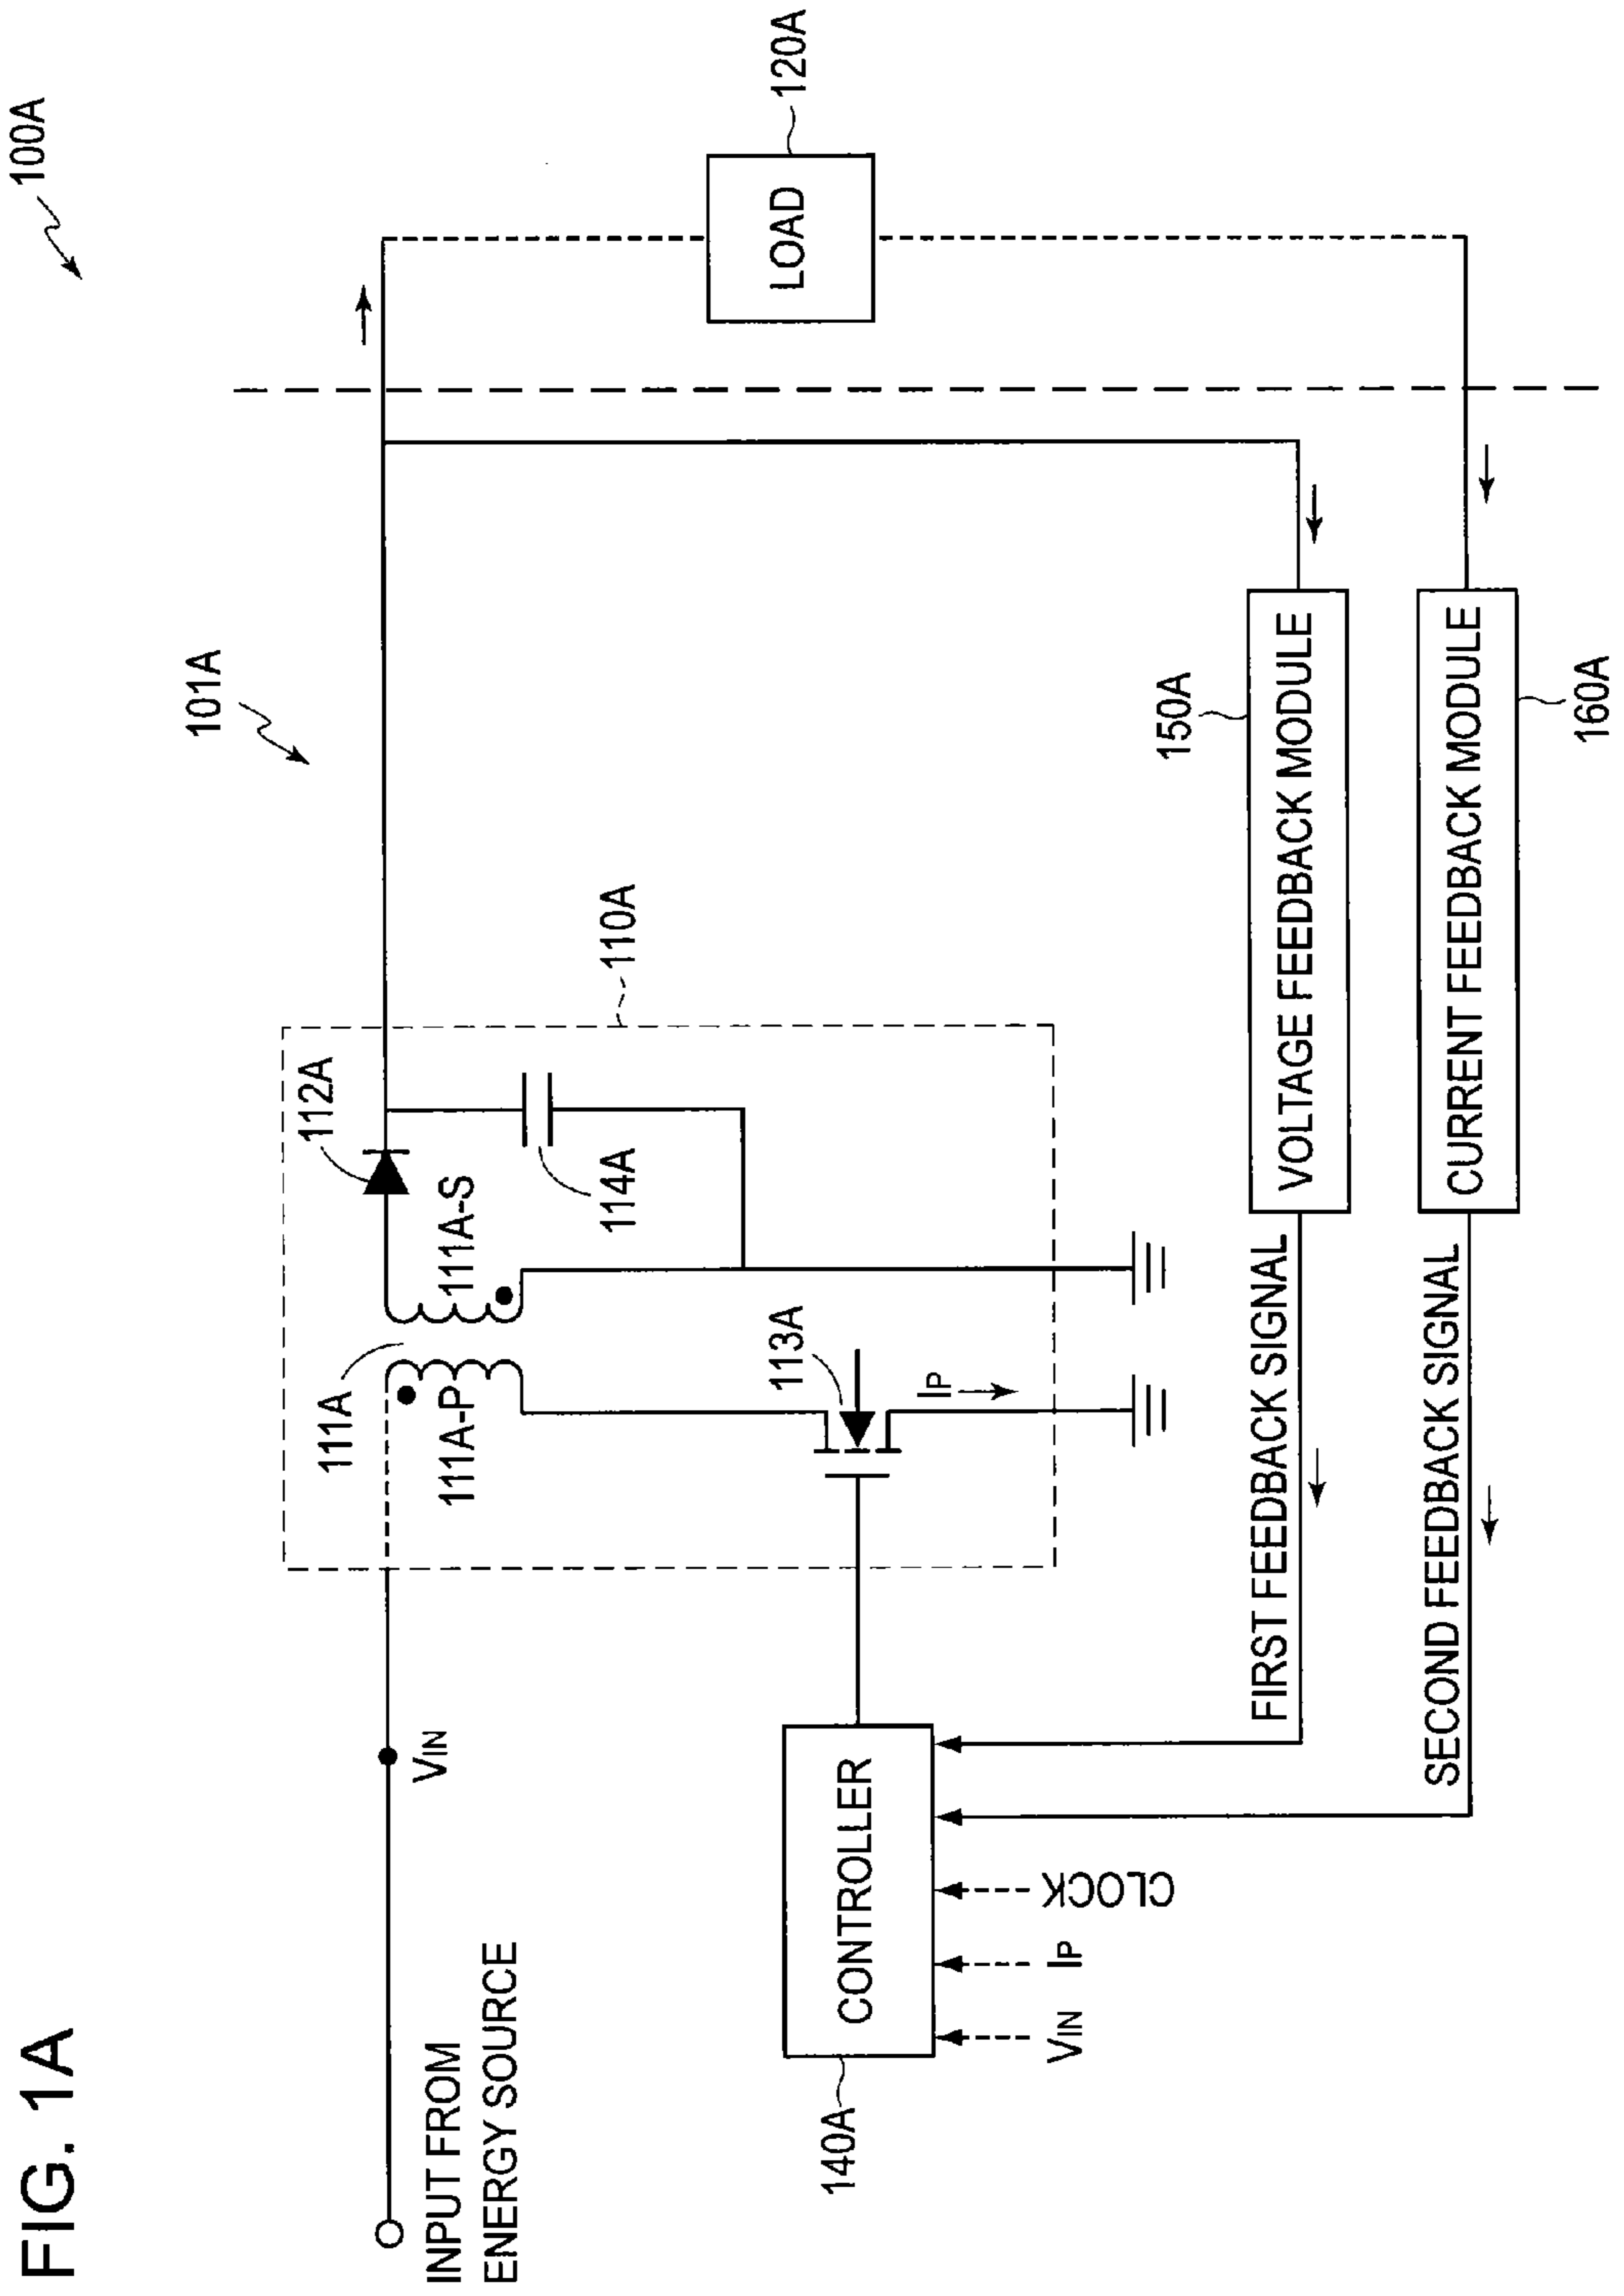 FIG. 1A
100A
101A
INPUT FROM
ENERGY SOURCE
VIN
110A
111A
111A-P
111A-S
112A
113A
114A
IP
LOAD
120A
CONTROLLER
140A
VIN
IP
CLOCK
FIRST FEEDBACK SIGNAL
SECOND FEEDBACK SIGNAL
VOLTAGE FEEDBACK MODULE
150A
CURRENT FEEDBACK MODULE
160A